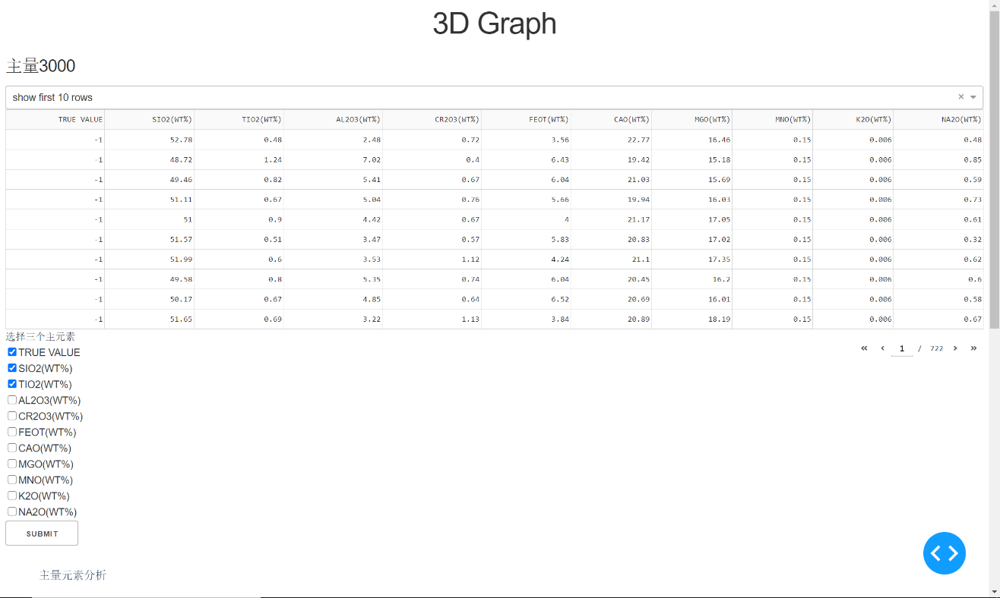 3D Graph
主量3000
show first 10 rows
TRUE VALUE SIO2(WT%) TIO2(WT%) AL2O3(WT%) CR2O3(WT%) FEOT(WT%) CAO(WT%) MGO(WT%) MNO(WT%) K2O(WT%) NA2O(WT%)
-1 52.78 0.48 2.48 0.72 3.56 22.77 16.46 0.15 0.006 0.48
-1 48.72 1.24 7.02 0.4 6.43 19.42 15.18 0.15 0.006 0.85
-1 49.46 0.82 5.41 0.67 6.04 21.03 15.69 0.15 0.006 0.59
-1 51.11 0.67 5.04 0.76 5.66 19.94 16.03 0.15 0.006 0.73
-1 51 0.9 4.42 0.67 4 21.17 17.05 0.15 0.006 0.61
-1 51.57 0.51 3.47 0.57 5.83 20.83 17.02 0.15 0.006 0.32
-1 51.99 0.6 3.53 1.12 4.24 21.1 17.35 0.15 0.006 0.62
-1 49.58 0.8 5.35 0.74 6.04 20.45 16.2 0.15 0.006 0.6
-1 50.17 0.67 4.85 0.64 6.52 20.69 16.01 0.15 0.006 0.58
-1 51.65 0.69 3.22 1.13 3.84 20.89 18.19 0.15 0.006 0.67
选择三个主元素
1 / 722
TRUE VALUE
SIO2(WT%)
TIO2(WT%)
AL2O3(WT%)
CR2O3(WT%)
FEOT(WT%)
CAO(WT%)
MGO(WT%)
MNO(WT%)
K2O(WT%)
NA2O(WT%)
SUBMIT
主量元素分析